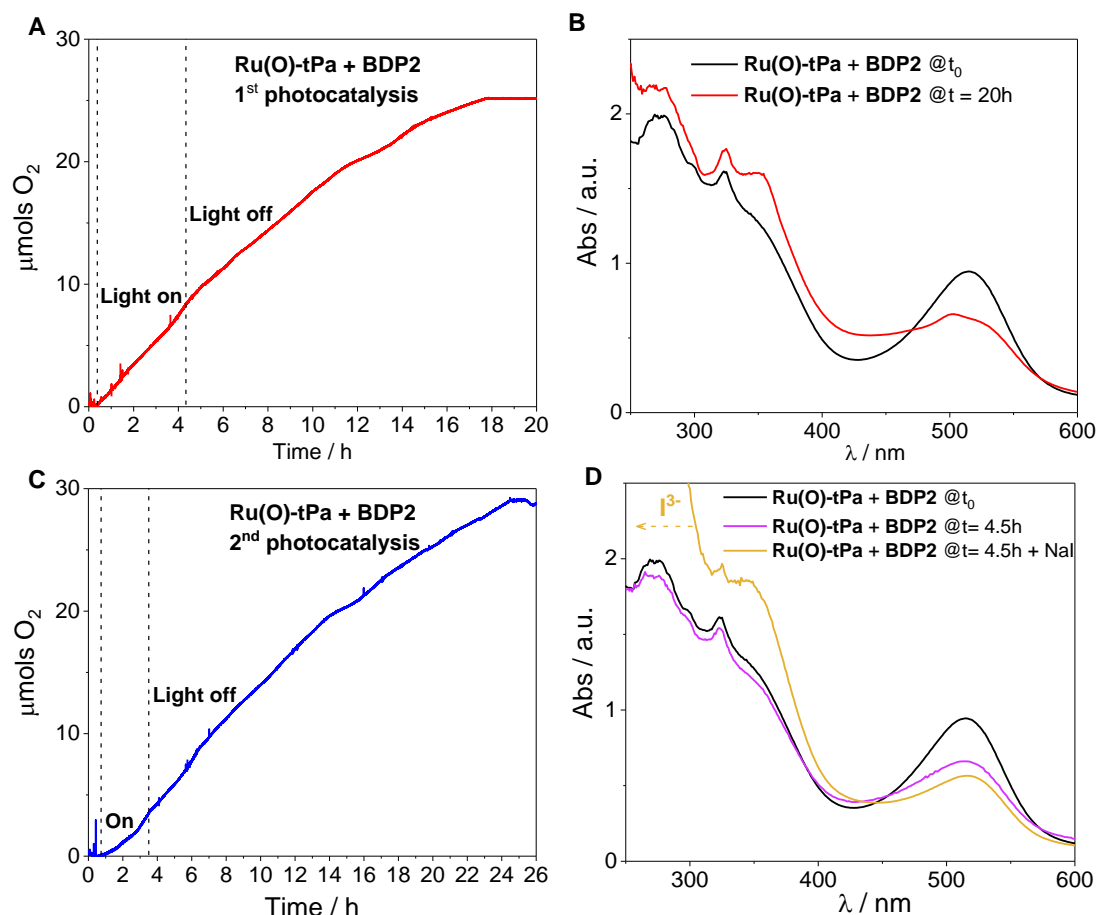 A
Ru(O)-tPa + BDP2
1st photocatalysis
Light off
Light on
μmols O2
30
20
10
0
0 2 4 6 8 10 12 14 16 18 20
Time / h
B
Ru(O)-tPa + BDP2 @t0
Ru(O)-tPa + BDP2 @t = 20h
Abs / a.u.
2
1
0
300 400 500 600
λ / nm
C
Ru(O)-tPa + BDP2
2nd photocatalysis
Light off
On
μmols O2
30
20
10
0
0 2 4 6 8 10 12 14 16 18 20 22 24 26
Time / h
D
I3-
Ru(O)-tPa + BDP2 @t0
Ru(O)-tPa + BDP2 @t= 4.5h
Ru(O)-tPa + BDP2 @t= 4.5h + NaI
Abs / a.u.
2
1
0
300 400 500 600
λ / nm